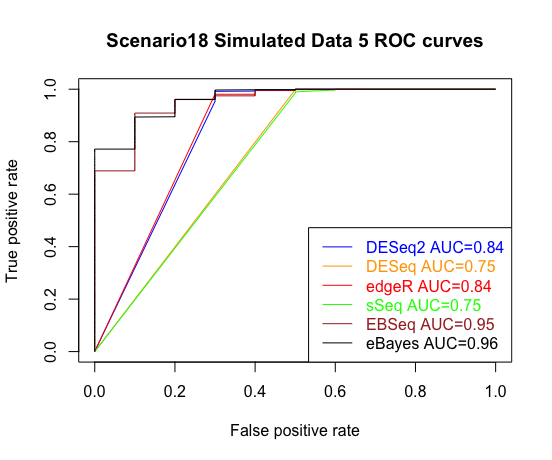 Scenario18 Simulated Data 5 ROC curves
True positive rate
1.0
0.8
0.6
0.4
0.2
0.0
DESeq2 AUC=0.84
DESeq AUC=0.75
edgeR AUC=0.84
sSeq AUC=0.75
EBSeq AUC=0.95
eBayes AUC=0.96
0.0 0.2 0.4 0.6 0.8 1.0
False positive rate